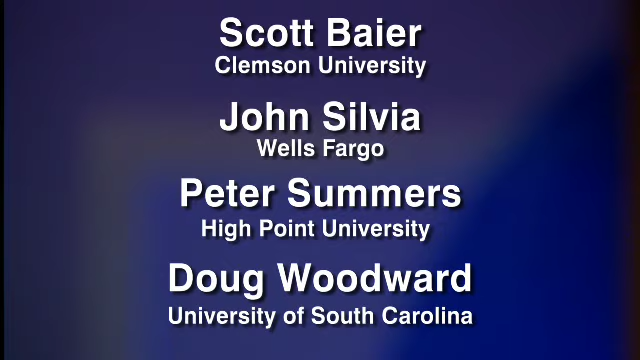 Scott Baier
Clemson University
John Silvia
Wells Fargo
Peter Summers
High Point University
Doug Woodward
University of South Carolina